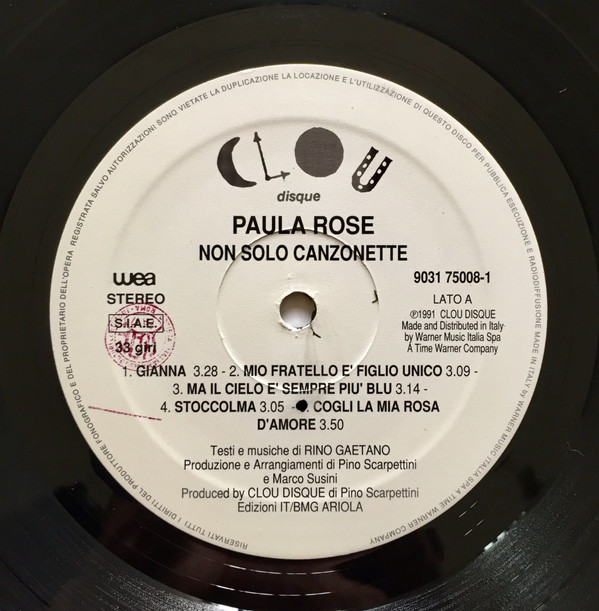 RISERVATI TUTTI I DIRITTI DEL PRODUTTORE FONOGRAFICO E DEL PROPRIETARIO DELL'OPERA REGISTRATA SALVO AUTORIZZAZIONI SONO VIETATE LA DUPLICAZIONE LA LOCAZIONE E L'UTILIZZAZIONE DI QUESTO DISCO PER PUBBLICA ESECUZIONE E RADIODIFFUSIONE MADE IN ITALY BY WARNER MUSIC ITALIA SPA A TIME WARNER COMPANY
CLOU
disque
PAULA ROSE
NON SOLO CANZONETTE
wea
STEREO
S.I.A.E.
33 giri
9031 75008-1
LATO A
℗1991 CLOU DISQUE
Made and Distributed in Italy
by Warner Music Italia Spa
A Time Warner Company
1. GIANNA 3.28 - 2. MIO FRATELLO E' FIGLIO UNICO 3.09 -
3. MA IL CIELO E' SEMPRE PIU' BLU 3.14 -
4. STOCCOLMA 3.05 - . COGLI LA MIA ROSA
D'AMORE 3.50
Testi e musiche di RINO GAETANO
Produzione e Arrangiamenti di Pino Scarpettini
e Marco Susini
Produced by CLOU DISQUE di Pino Scarpettini
Edizioni IT/BMG ARIOLA